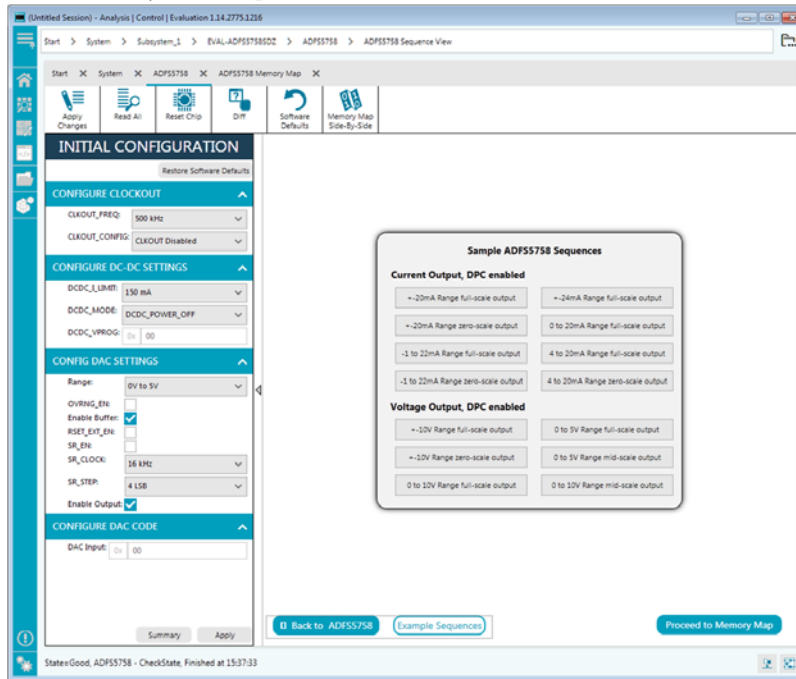 (Untitled Session) - Analysis | Control | Evaluation 1.14.2775.1216
Start > System > Subsystem_1 > EVAL-ADFS5758SDZ > ADFS5758 > ADFS5758 Sequence View
Start X System X ADFS5758 X ADFS5758 Memory Map X
Apply Changes
Read All
Reset Chip
Diff
Software Defaults
Memory Map Side-By-Side
INITIAL CONFIGURATION
Restore Software Defaults
CONFIGURE CLOCKOUT
CLKOUT_FREQ: 500 kHz
CLKOUT_CONFIG: CLKOUT Disabled
CONFIGURE DC-DC SETTINGS
DCDC_I_LIMIT: 150 mA
DCDC_MODE: DCDC_POWER_OFF
DCDC_VPROG: 0x 00
CONFIG DAC SETTINGS
Range: 0V to 5V
OVRNG_EN:
Enable Buffer:
RSET_EXT_EN:
SR_EN:
SR_CLOCK: 16 kHz
SR_STEP: 4 LSB
Enable Output:
CONFIGURE DAC CODE
DAC Input: 0x 00
Summary Apply
Sample ADFS5758 Sequences
Current Output, DPC enabled
+-20mA Range full-scale output +-24mA Range full-scale output
+-20mA Range zero-scale output 0 to 20mA Range full-scale output
-1 to 22mA Range full-scale output 4 to 20mA Range full-scale output
-1 to 22mA Range zero-scale output 4 to 20mA Range zero-scale output
Voltage Output, DPC enabled
+-10V Range full-scale output 0 to 5V Range full-scale output
+-10V Range zero-scale output 0 to 5V Range mid-scale output
0 to 10V Range full-scale output 0 to 10V Range mid-scale output
Back to ADFS5758 Example Sequences Proceed to Memory Map
State=Good, ADFS5758 - CheckState, Finished at 15:37:33